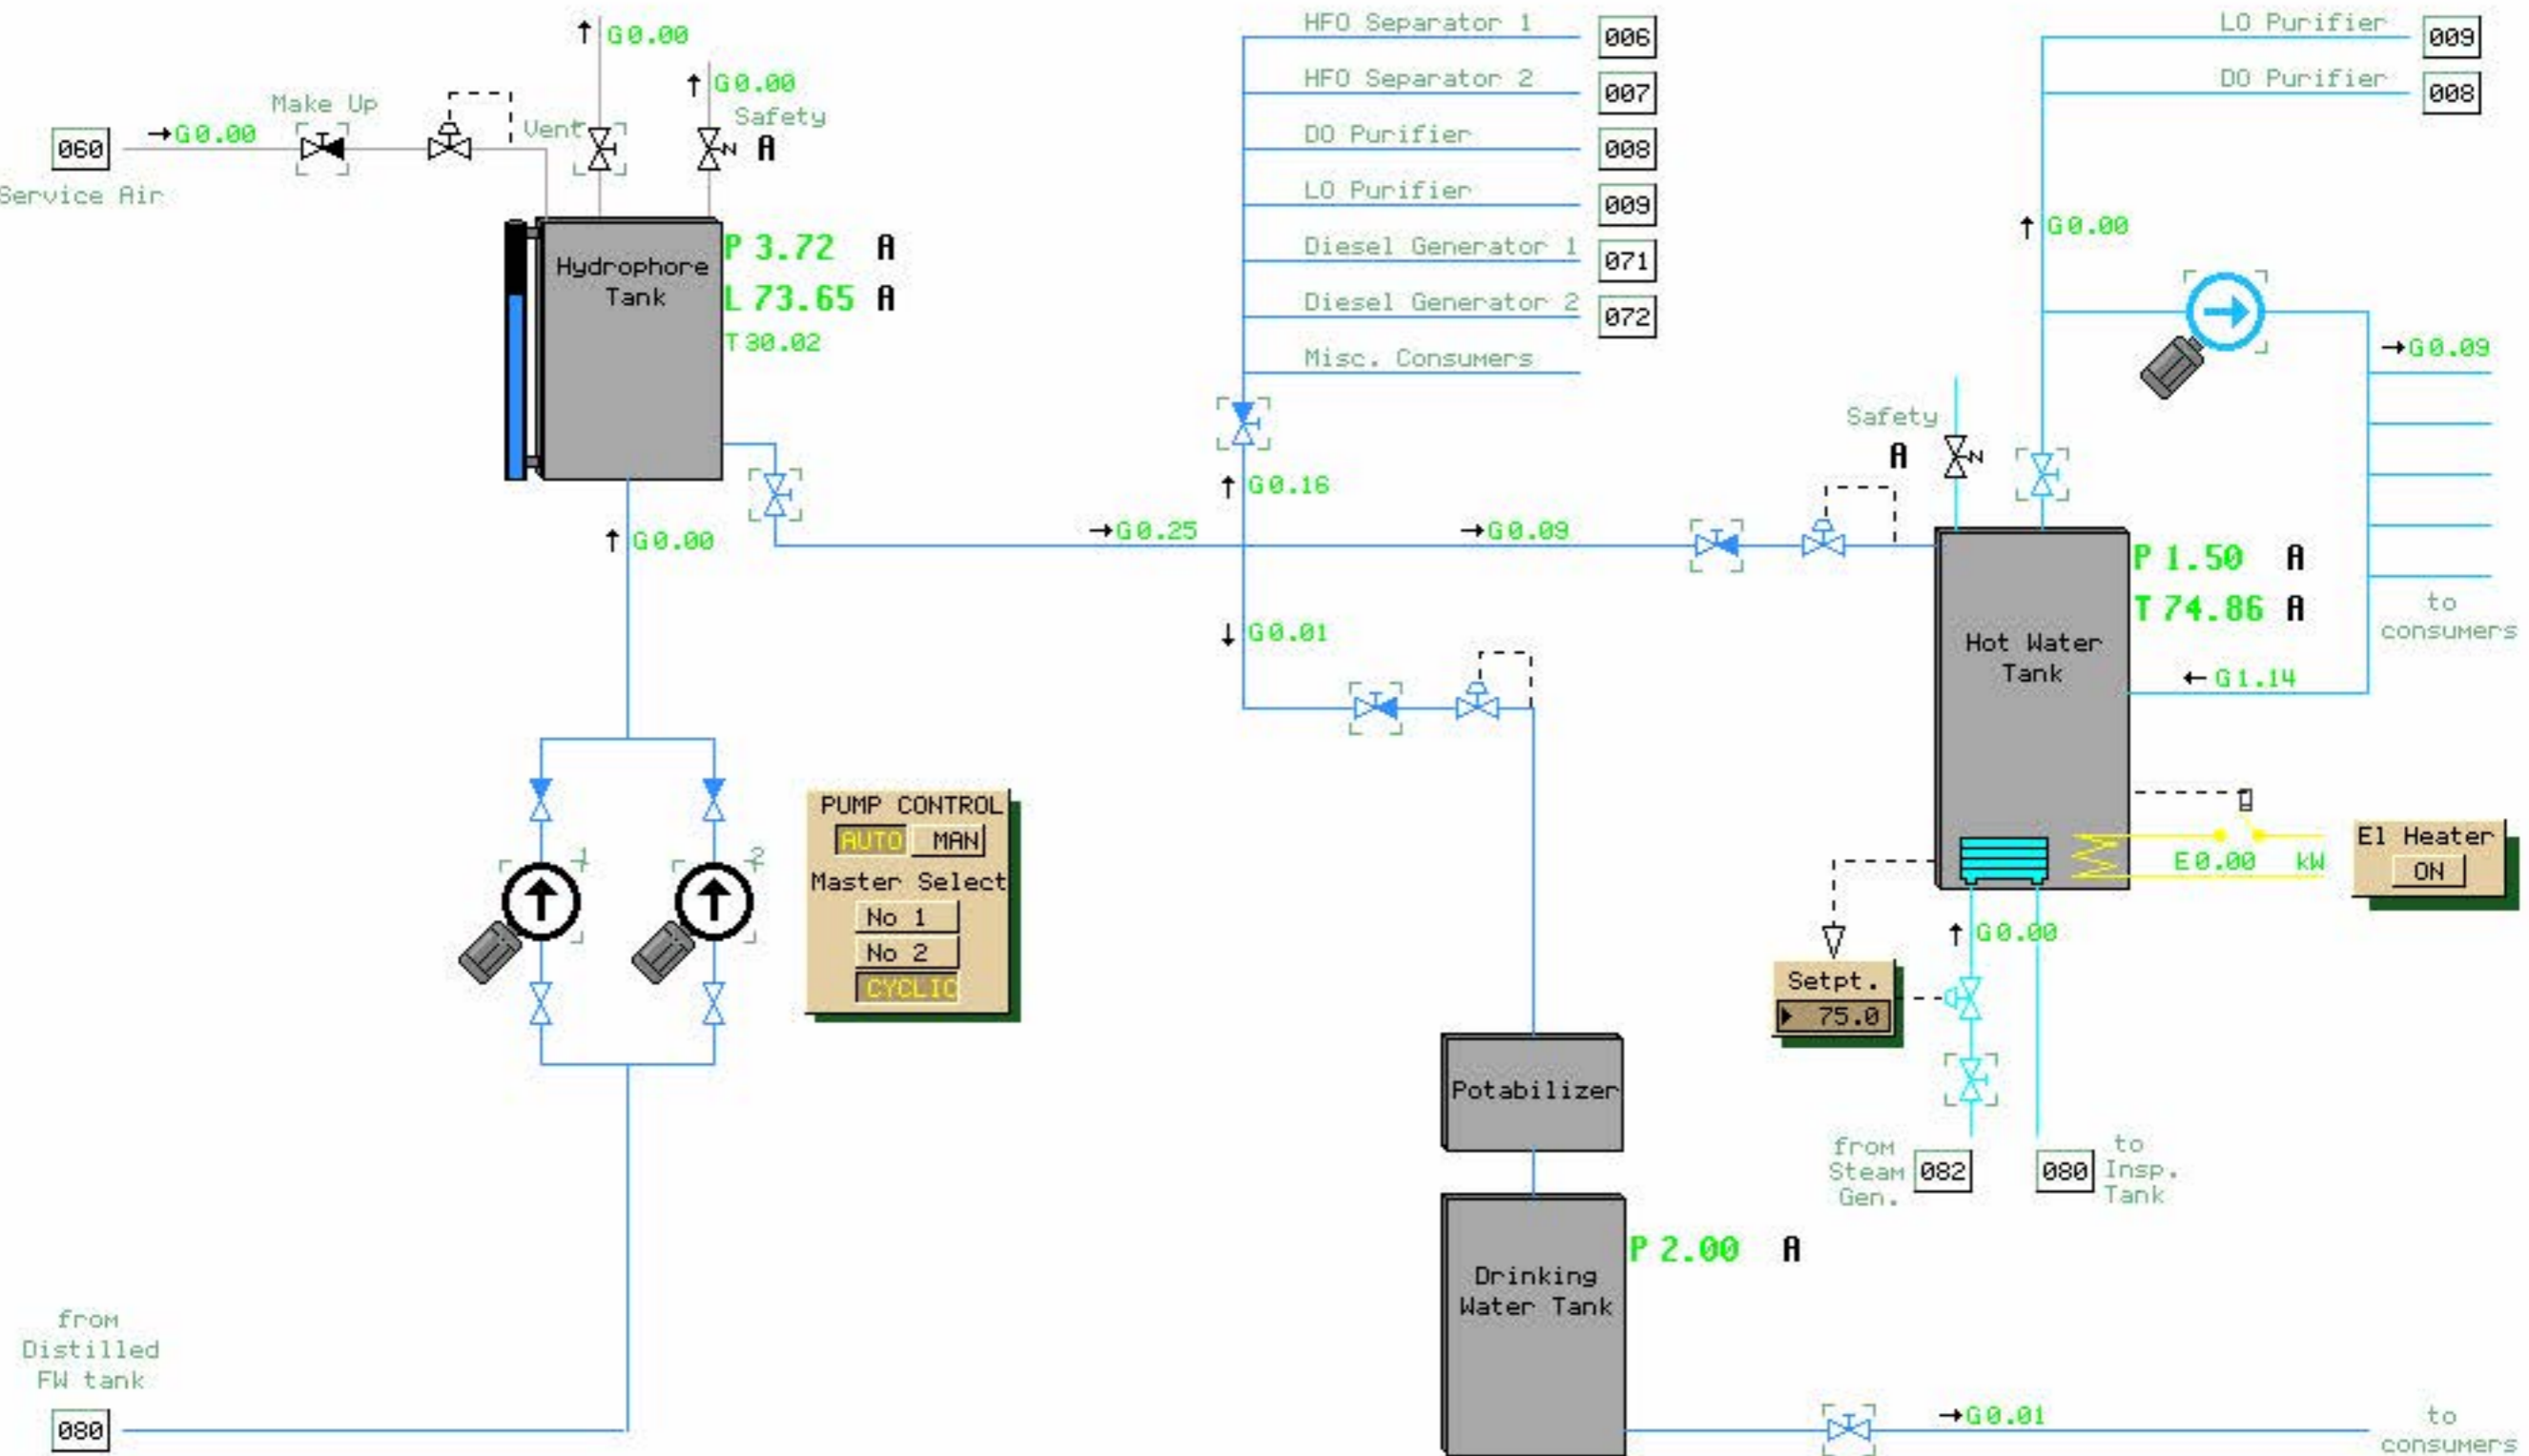 G0.00
G0.00
Make Up
Vent
Safety
A
060
G0.00
Service Air
Hydrophore
Tank
P 3.72 A
L 73.65 A
T 30.02
G0.00
HFO Separator 1 006
HFO Separator 2 007
DO Purifier 008
LO Purifier 009
Diesel Generator 1 071
Diesel Generator 2 072
Misc. Consumers
G0.16
G0.25
G0.09
G0.01
LO Purifier 009
DO Purifier 008
G0.00
G0.09
to
consumers
Safety
A
P 1.50 A
T 74.86 A
Hot Water
Tank
G1.14
E0.00 kW
El Heater
ON
G0.00
Setpt.
75.0
from
Steam
Gen.
082
080
to
Insp.
Tank
1
2
PUMP CONTROL
AUTO MAN
Master Select
No 1
No 2
CYCLIC
Potabilizer
Drinking
Water Tank
P 2.00 A
G0.01
to
consumers
from
Distilled
FW tank
080